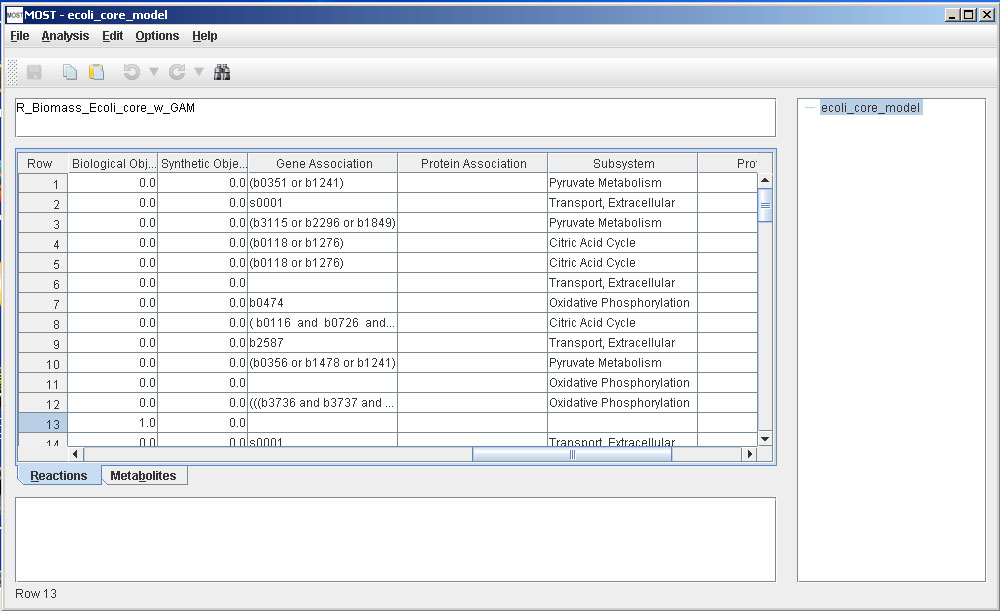 MOST MOST - ecoli_core_model
File Analysis Edit Options Help
R_Biomass_Ecoli_core_w_GAM
ecoli_core_model
Row Biological Obj... Synthetic Obje... Gene Association Protein Association Subsystem Pro
1 0.0 0.0 (b0351 or b1241) Pyruvate Metabolism
2 0.0 0.0 s0001 Transport, Extracellular
3 0.0 0.0 (b3115 or b2296 or b1849) Pyruvate Metabolism
4 0.0 0.0 (b0118 or b1276) Citric Acid Cycle
5 0.0 0.0 (b0118 or b1276) Citric Acid Cycle
6 0.0 0.0 Transport, Extracellular
7 0.0 0.0 b0474 Oxidative Phosphorylation
8 0.0 0.0 ( b0116 and b0726 and... Citric Acid Cycle
9 0.0 0.0 b2587 Transport, Extracellular
10 0.0 0.0 (b0356 or b1478 or b1241) Pyruvate Metabolism
11 0.0 0.0 Oxidative Phosphorylation
12 0.0 0.0 (((b3736 and b3737 and ... Oxidative Phosphorylation
13 1.0 0.0
14 0.0 0.0 s0001 Transport, Extracellular
Reactions Metabolites
Row 13